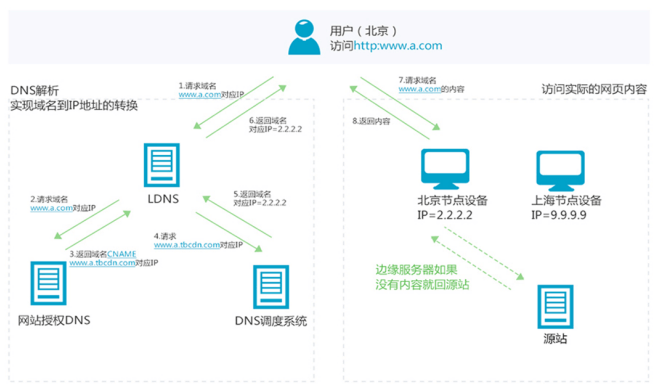 用户（北京）
访问http:www.a.com
DNS解析
实现域名到IP地址的转换
1.请求域名
www.a.com对应IP
6.返回域名
对应IP=2.2.2.2
LDNS
2.请求域名
www.a.com对应IP
3.返回域名CNAME
www.a.tbcdn.com对应IP
5.返回域名
对应IP=2.2.2.2
4.请求
www.a.tbcdn.com对应IP
网站授权DNS
DNS调度系统
7.请求域名
www.a.com的内容
8.返回内容
访问实际的网页内容
北京节点设备
IP=2.2.2.2
上海节点设备
IP=9.9.9.9
边缘服务器如果
没有内容就回源站
源站